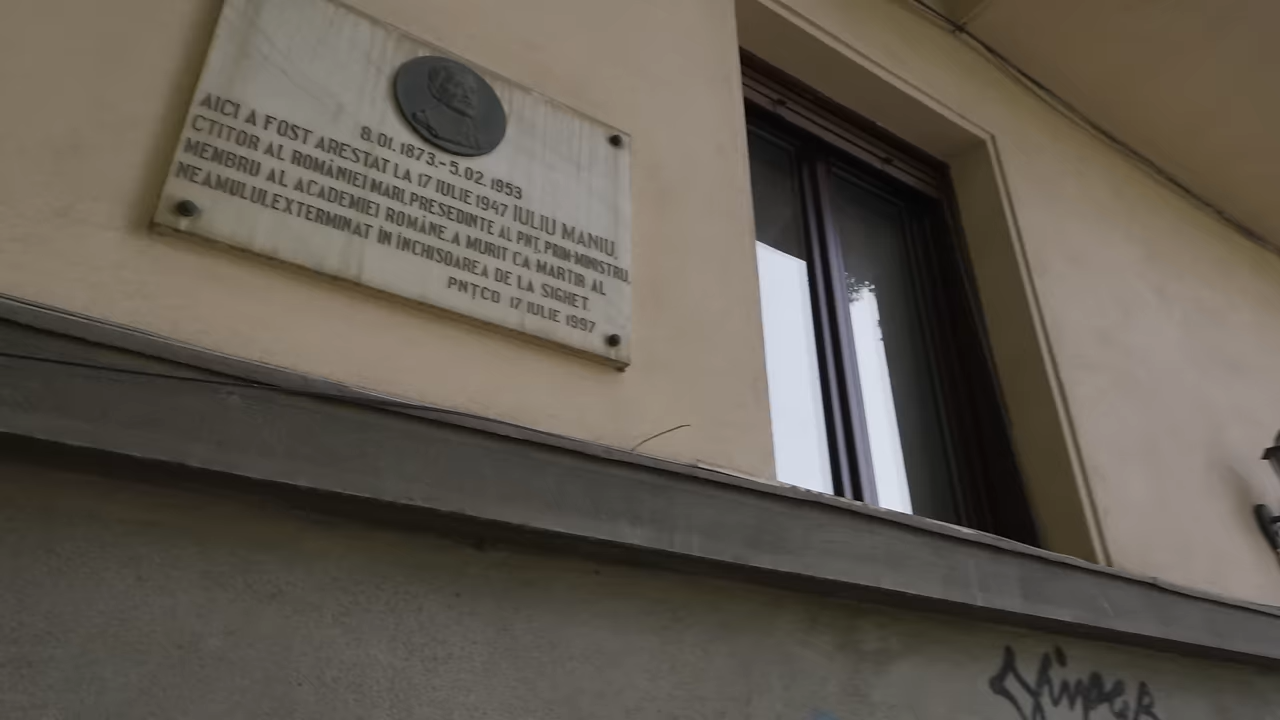 8.01.1873.-5.02.1953
AICI A FOST ARESTAT LA 17 IULIE 1947 IULIU MANIU,
CTITOR AL ROMÂNIEI MARI, PRESEDINTE AL PNȚ, PRIM-MINISTRU,
MEMBRU AL ACADEMIEI ROMÂNE. A MURIT CA MARTIR AL
NEAMULUI, EXTERMINAT ÎN ÎNCHISOAREA DE LA SIGHET.
PNȚCD 17 IULIE 1997